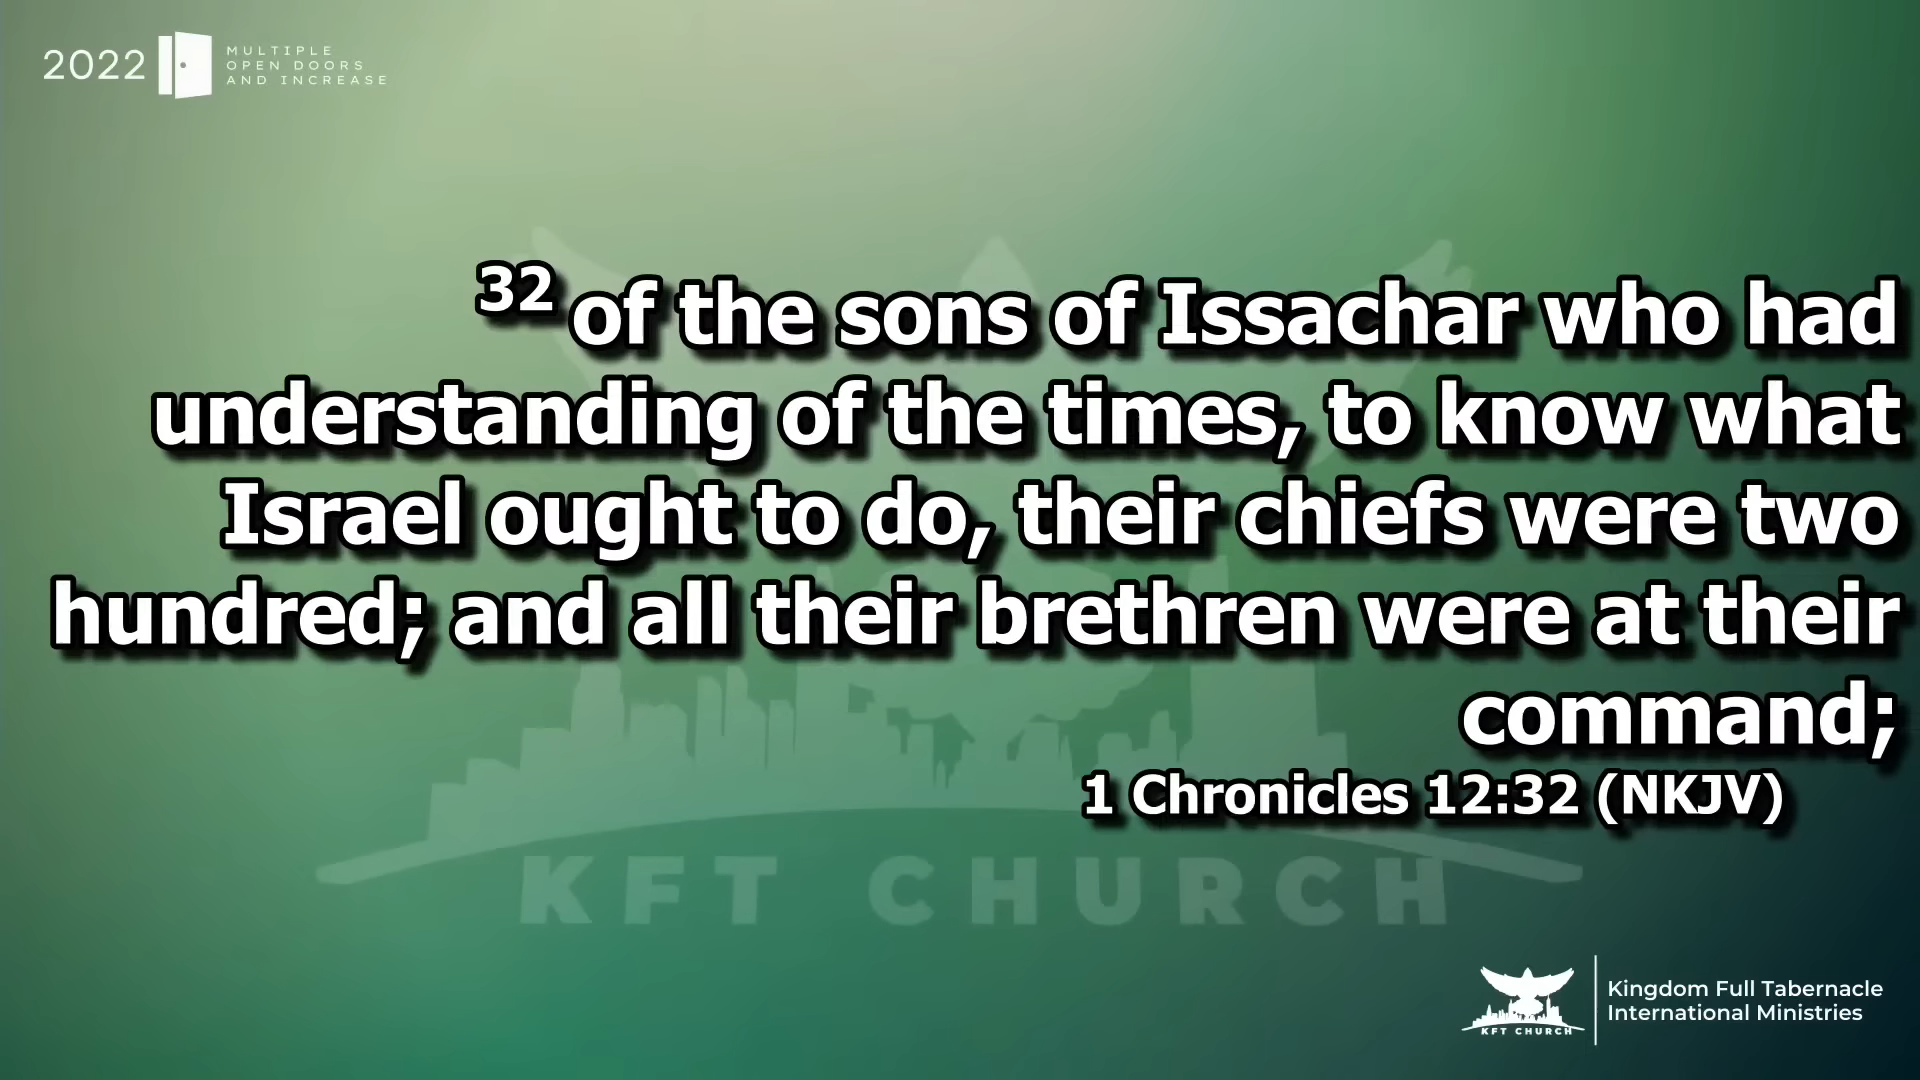 2022
MULTIPLE
OPEN DOORS
AND INCREASE
32 of the sons of Issachar who had
understanding of the times, to know what
Israel ought to do, their chiefs were two
hundred; and all their brethren were at their
command;
1 Chronicles 12:32 (NKJV)
KFT CHURCH
KFT CHURCH
Kingdom Full Tabernacle
International Ministries